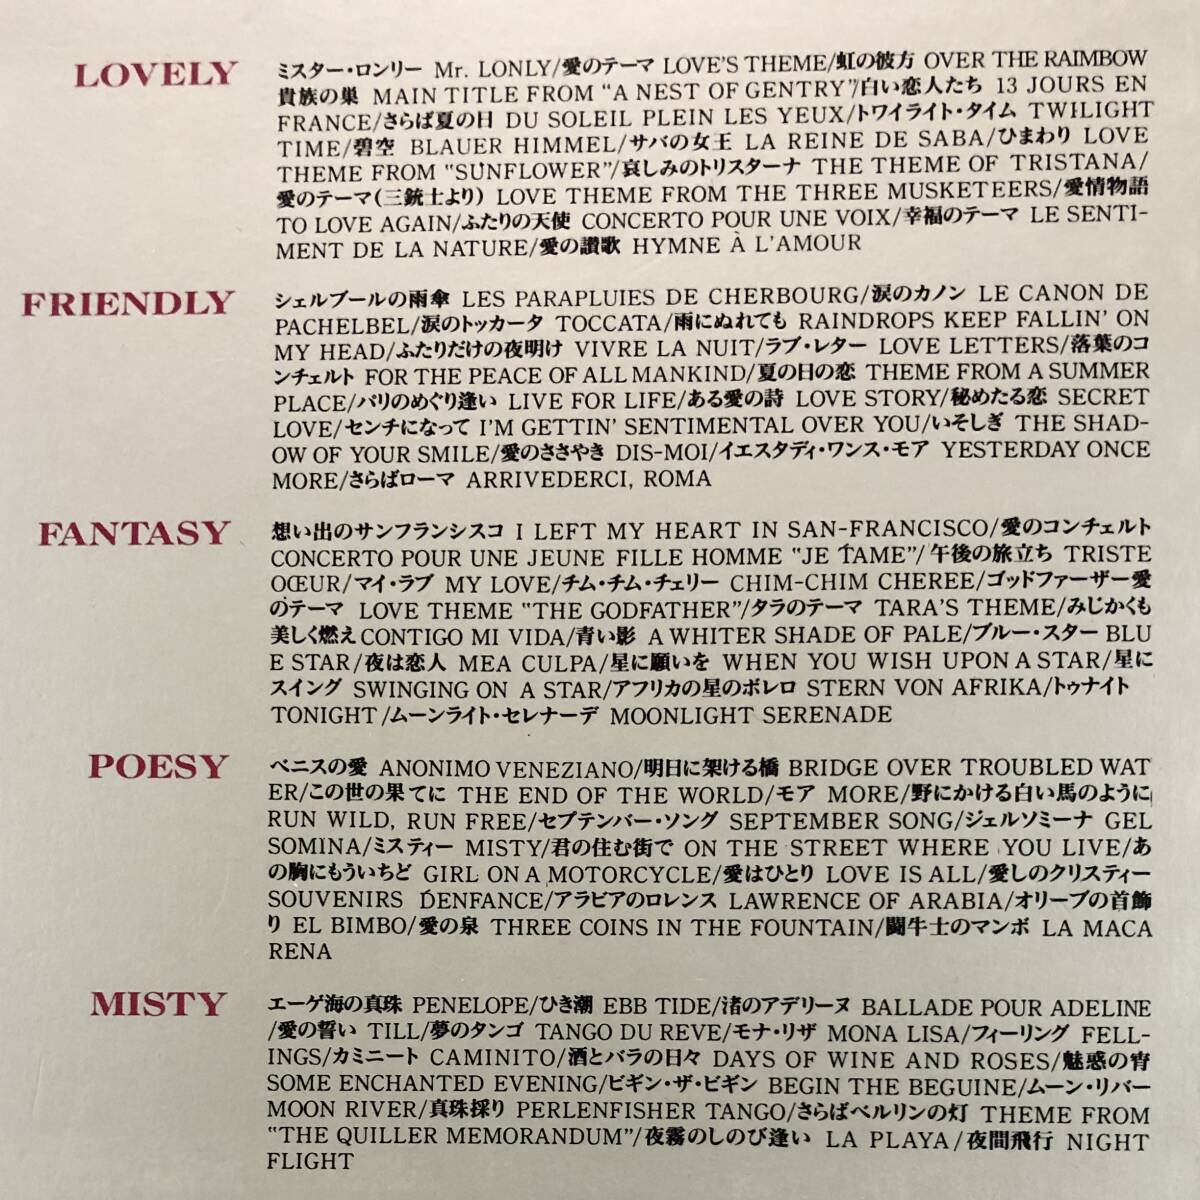 LOVELY ミスター・ロンリー Mr. LONLY/愛のテーマ LOVE'S THEME/虹の彼方 OVER THE RAIMBOW
貴族の巣 MAIN TITLE FROM "A NEST OF GENTRY"/白い恋人たち 13 JOURS EN
FRANCE/さらば夏の日 DU SOLEIL PLEIN LES YEUX/トワイライト・タイム TWILIGHT
TIME/碧空 BLAUER HIMMEL/サバの女王 LA REINE DE SABA/ひまわり LOVE
THEME FROM "SUNFLOWER"/哀しみのトリスターナ THE THEME OF TRISTANA/
愛のテーマ(三銃士より) LOVE THEME FROM THE THREE MUSKETEERS/愛情物語
TO LOVE AGAIN/ふたりの天使 CONCERTO POUR UNE VOIX/幸福のテーマ LE SENTI-
MENT DE LA NATURE/愛の讃歌 HYMNE À L'AMOUR
FRIENDLY シェルブールの雨傘 LES PARAPLUIES DE CHERBOURG/涙のカノン LE CANON DE
PACHELBEL/涙のトッカータ TOCCATA/雨にぬれても RAINDROPS KEEP FALLIN' ON
MY HEAD/ふたりだけの夜明け VIVRE LA NUIT/ラブ・レター LOVE LETTERS/落葉のコ
ンチェルト FOR THE PEACE OF ALL MANKIND/夏の日の恋 THEME FROM A SUMMER
PLACE/パリのめぐり逢い LIVE FOR LIFE/ある愛の詩 LOVE STORY/秘めたる恋 SECRET
LOVE/センチになって I'M GETTIN' SENTIMENTAL OVER YOU/いそしぎ THE SHAD-
OW OF YOUR SMILE/愛のささやき DIS-MOI/イエスタディ・ワンス・モア YESTERDAY ONCE
MORE/さらばローマ ARRIVEDERCI, ROMA
FANTASY 想い出のサンフランシスコ I LEFT MY HEART IN SAN-FRANCISCO/愛のコンチェルト
CONCERTO POUR UNE JEUNE FILLE HOMME "JE T'AME"/午後の旅立ち TRISTE
ŒUR/マイ・ラブ MY LOVE/チム・チム・チェリー CHIM-CHIM CHEREE/ゴッドファーザー愛
のテーマ LOVE THEME "THE GODFATHER"/タラのテーマ TARA'S THEME/みじかくも
美しく燃え CONTIGO MI VIDA/青い影 A WHITER SHADE OF PALE/ブルー・スター BLU
E STAR/夜は恋人 MEA CULPA/星に願いを WHEN YOU WISH UPON A STAR/星に
スイング SWINGING ON A STAR/アフリカの星のボレロ STERN VON AFRIKA/トゥナイト
TONIGHT/ムーンライト・セレナーデ MOONLIGHT SERENADE
POESY ベニスの愛 ANONIMO VENEZIANO/明日に架ける橋 BRIDGE OVER TROUBLED WAT
ER/この世の果てに THE END OF THE WORLD/モア MORE/野にかける白い馬のように
RUN WILD, RUN FREE/セプテンバー・ソング SEPTEMBER SONG/ジェルソミーナ GEL
SOMINA/ミスティー MISTY/君の住む街で ON THE STREET WHERE YOU LIVE/あ
の胸にもういちど GIRL ON A MOTORCYCLE/愛はひとり LOVE IS ALL/愛しのクリスティー
SOUVENIRS D'ENFANCE/アラビアのロレンス LAWRENCE OF ARABIA/オリーブの首飾
り EL BIMBO/愛の泉 THREE COINS IN THE FOUNTAIN/闘牛士のマンボ LA MACA
RENA
MISTY エーゲ海の真珠 PENELOPE/ひき潮 EBB TIDE/渚のアデリーヌ BALLADE POUR ADELINE
/愛の誓い TILL/夢のタンゴ TANGO DU REVE/モナ・リザ MONA LISA/フィーリング FELL-
INGS/カミニート CAMINITO/酒とバラの日々 DAYS OF WINE AND ROSES/魅惑の宵
SOME ENCHANTED EVENING/ビギン・ザ・ビギン BEGIN THE BEGUINE/ムーン・リバー
MOON RIVER/真珠採り PERLENFISHER TANGO/さらばベルリンの灯 THEME FROM
"THE QUILLER MEMORANDUM"/夜霧のしのび逢い LA PLAYA/夜間飛行 NIGHT
FLIGHT